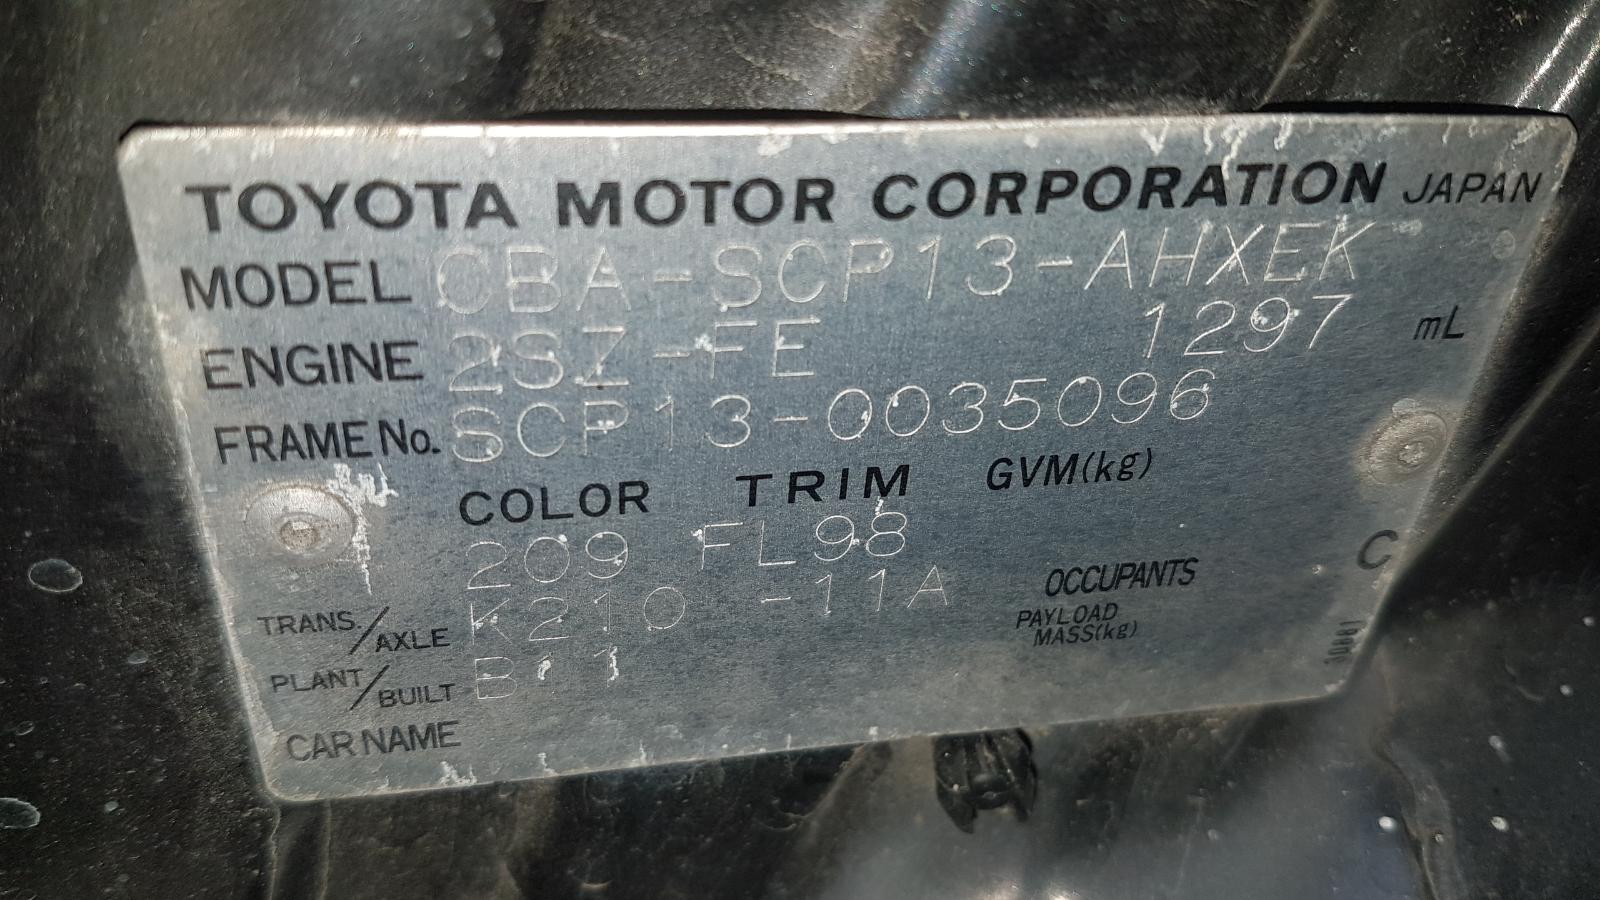 TOYOTA MOTOR CORPORATION JAPAN
MODEL CBA-SCP13-AHXEK
ENGINE 2SZ-FE 1297 mL
FRAME No. SCP13-0035096
COLOR TRIM GVM(kg)
209 FL98
C
OCCUPANTS
TRANS./AXLE K210 -11A
PAYLOAD
MASS(kg)
PLANT/BUILT B11
CAR NAME